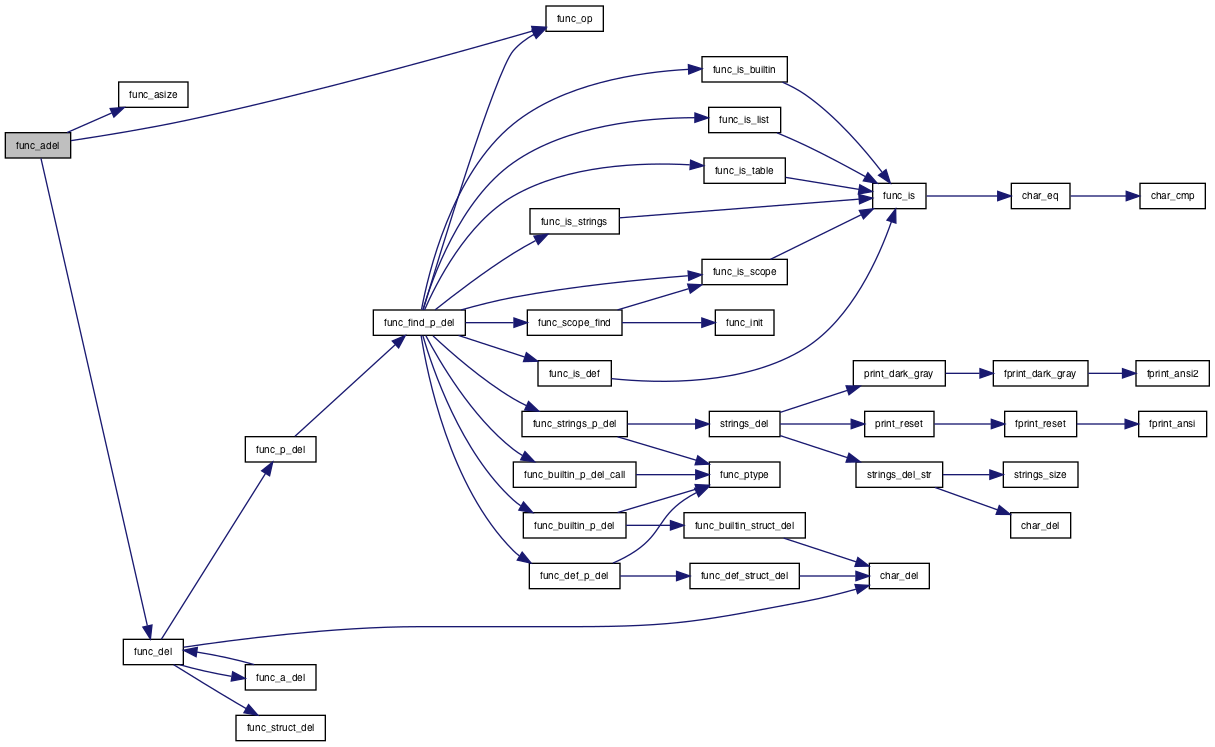 func_op
func_is_builtin
func_asize
func_is_list
func_adel
func_is_table
func_is
char_eq
char_cmp
func_is_strings
func_is_scope
func_find_p_del
func_scope_find
func_init
func_is_def
print_dark_gray
fprint_dark_gray
fprint_ansi2
func_strings_p_del
strings_del
print_reset
fprint_reset
fprint_ansi
func_p_del
func_builtin_p_del_call
func_ptype
strings_del_str
strings_size
func_builtin_p_del
func_builtin_struct_del
char_del
func_def_p_del
func_def_struct_del
char_del
func_del
func_a_del
func_struct_del